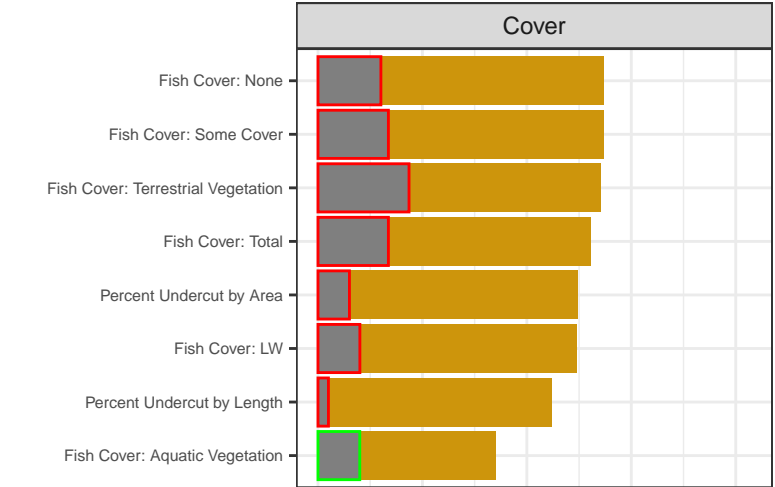 Cover
Fish Cover: None
Fish Cover: Some Cover
Fish Cover: Terrestrial Vegetation
Fish Cover: Total
Percent Undercut by Area
Fish Cover: LW
Percent Undercut by Length
Fish Cover: Aquatic Vegetation